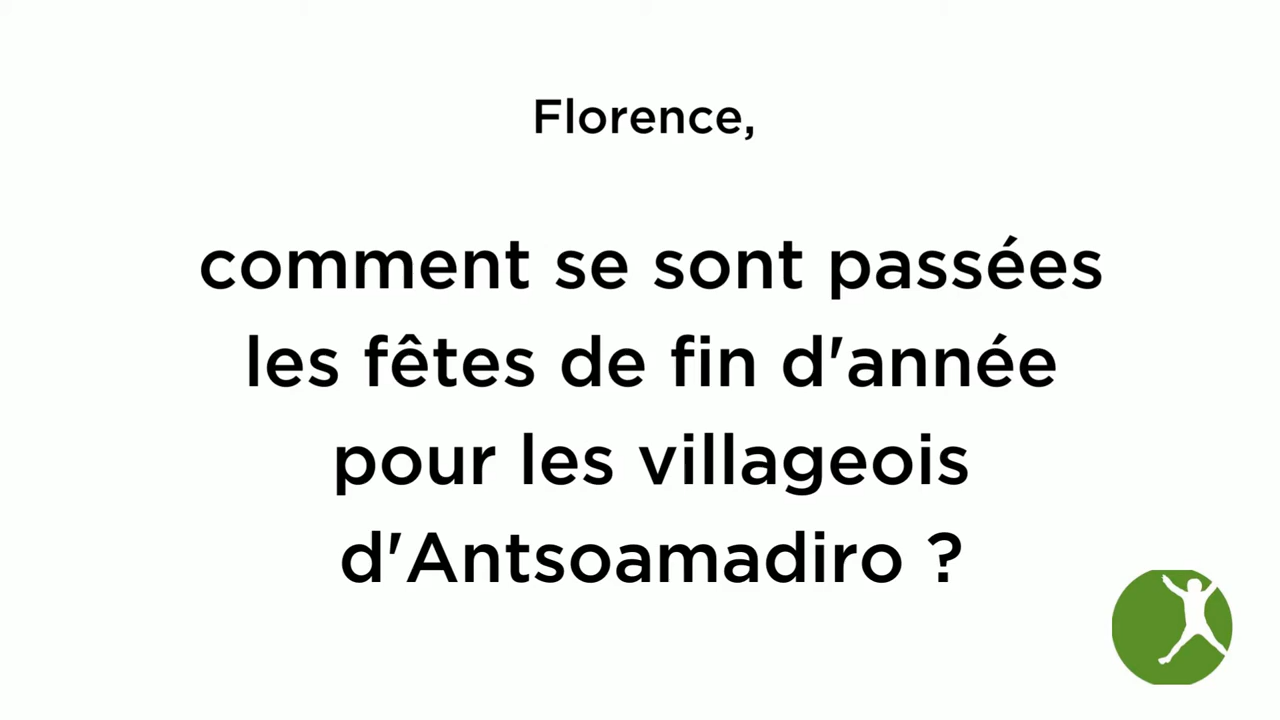 Florence,
comment se sont passées
les fêtes de fin d'année
pour les villageois
d'Antsoamadiro ?